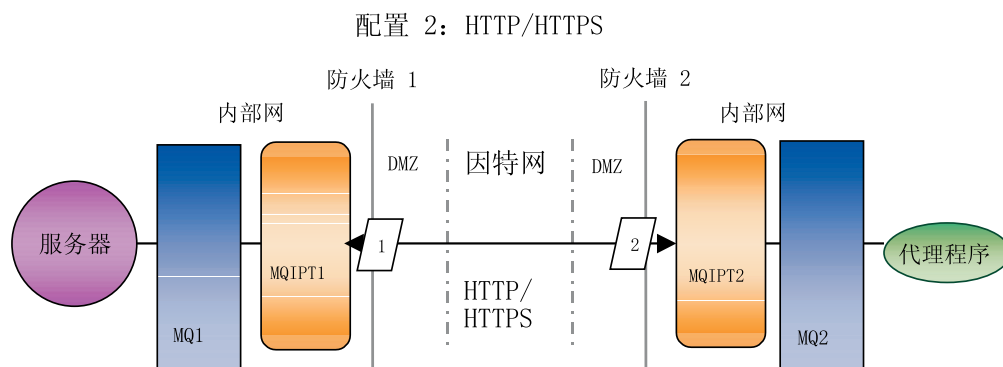 配置 2: HTTP/HTTPS
防火墙 1
防火墙 2
内部网
内部网
DMZ
因特网
DMZ
服务器
1
2
代理程序
MQIPT1
MQIPT2
HTTP/
HTTPS
MQ1
MQ2